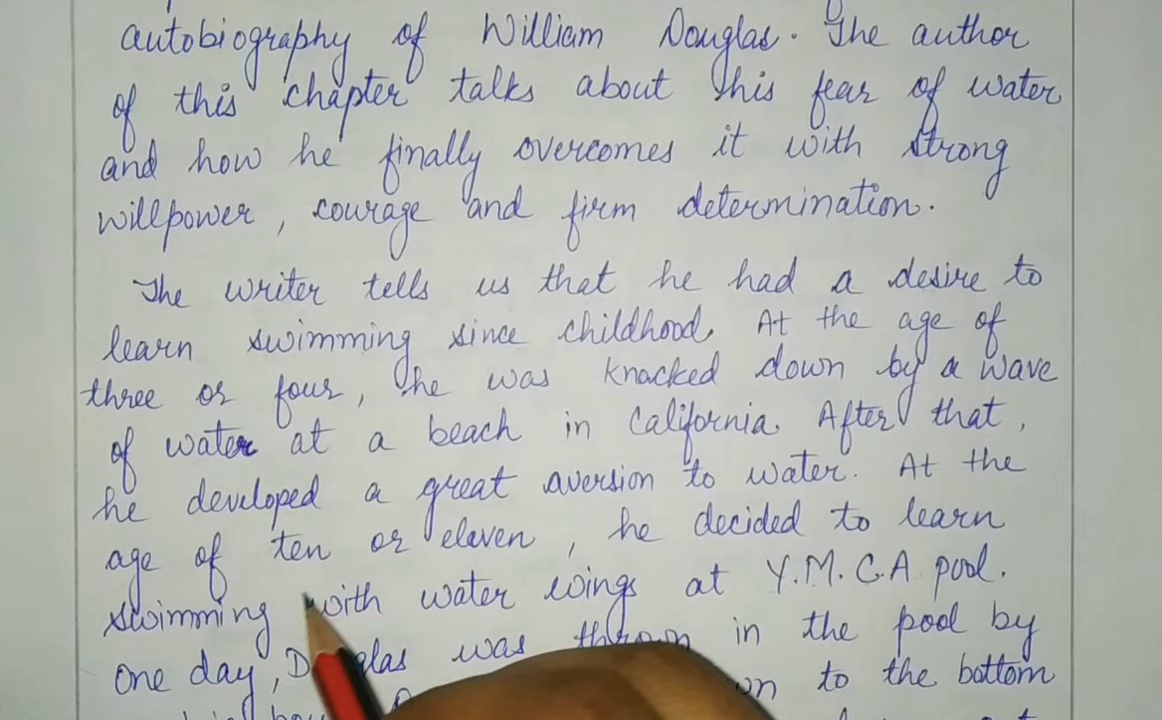 autobiography of William Douglas. The author
of this chapter talks about his fear of water
and how he finally overcomes it with strong
willpower, courage and firm determination.
The writer tells us that he had a desire to
learn swimming since childhood. At the age of
three or four, he was knacked down by a wave
of water at a beach in California. After that,
he developed a great aversion to water. At the
age of ten or eleven, he decided to learn
swimming with water wings at Y.M.C.A pool.
One day, was in the pool by
to the bottom